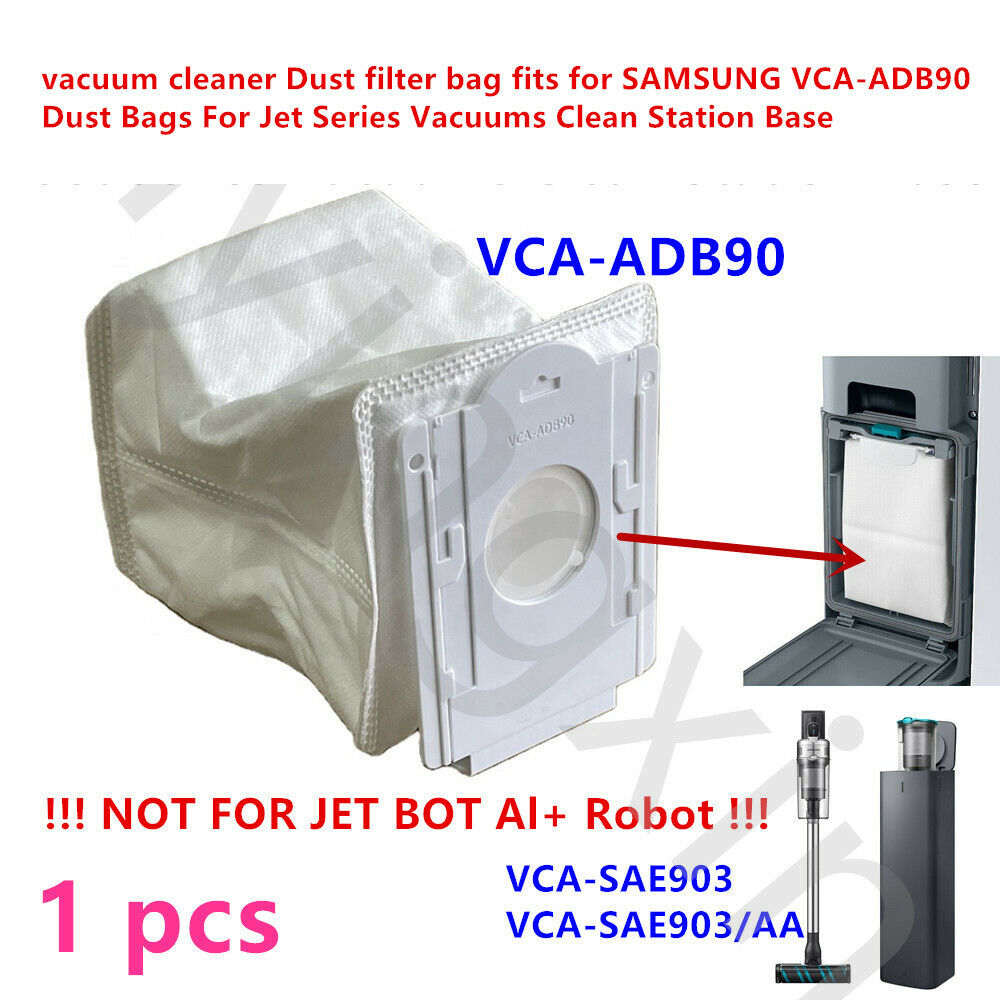 vacuum cleaner Dust filter bag fits for SAMSUNG VCA-ADB90
Dust Bags For Jet Series Vacuums Clean Station Base
VCA-ADB90
VCA-ADB90
!!! NOT FOR JET BOT Al+ Robot !!!
VCA-SAE903
VCA-SAE903/AA
1 pcs